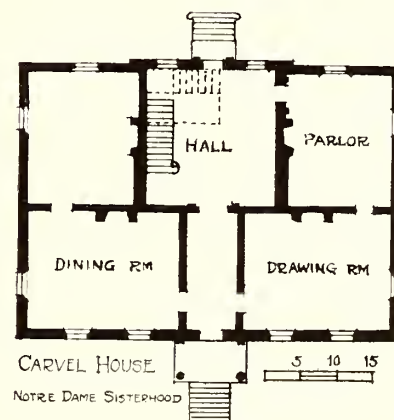 HALL
PARLOR
DINING RM
DRAWING RM
CARVEL HOUSE
NOTRE DAME SISTERHOOD
5 10 15